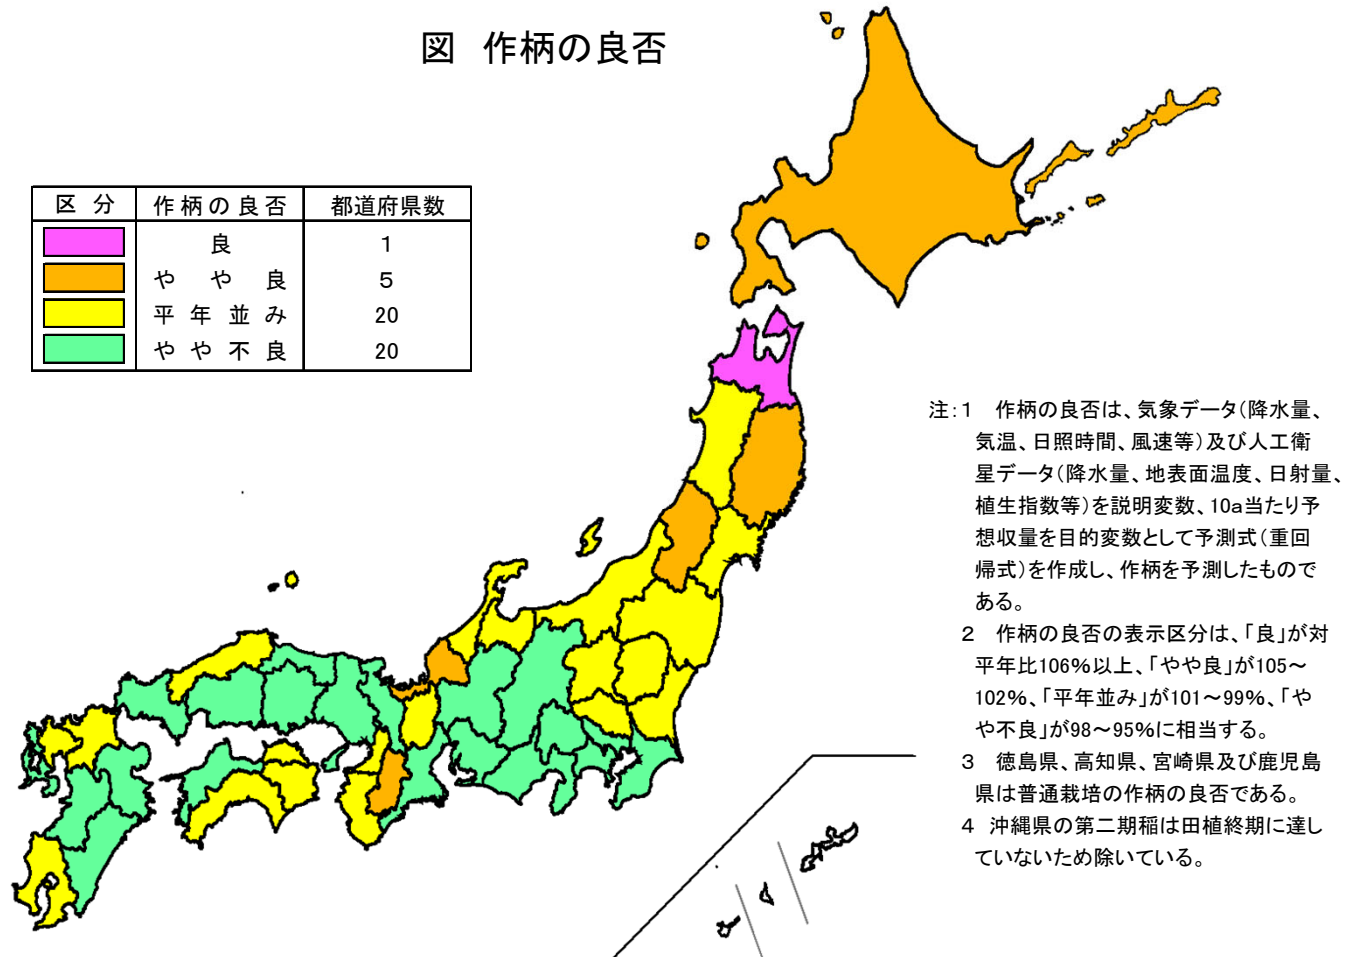 図 作柄の良否
区 分 作柄の良否 都道府県数
良 1
や や 良 5
平 年 並 み 20
や や 不 良 20
注:1 作柄の良否は、気象データ(降水量、
気温、日照時間、風速等)及び人工衛
星データ(降水量、地表面温度、日射量、
植生指数等)を説明変数、10a当たり予
想収量を目的変数として予測式(重回
帰式)を作成し、作柄を予測したもので
ある。
2 作柄の良否の表示区分は、「良」が対
平年比106%以上、「やや良」が105~
102%、「平年並み」が101~99%、「や
や不良」が98~95%に相当する。
3 徳島県、高知県、宮崎県及び鹿児島
県は普通栽培の作柄の良否である。
4 沖縄県の第二期稲は田植終期に達し
ていないため除いている。